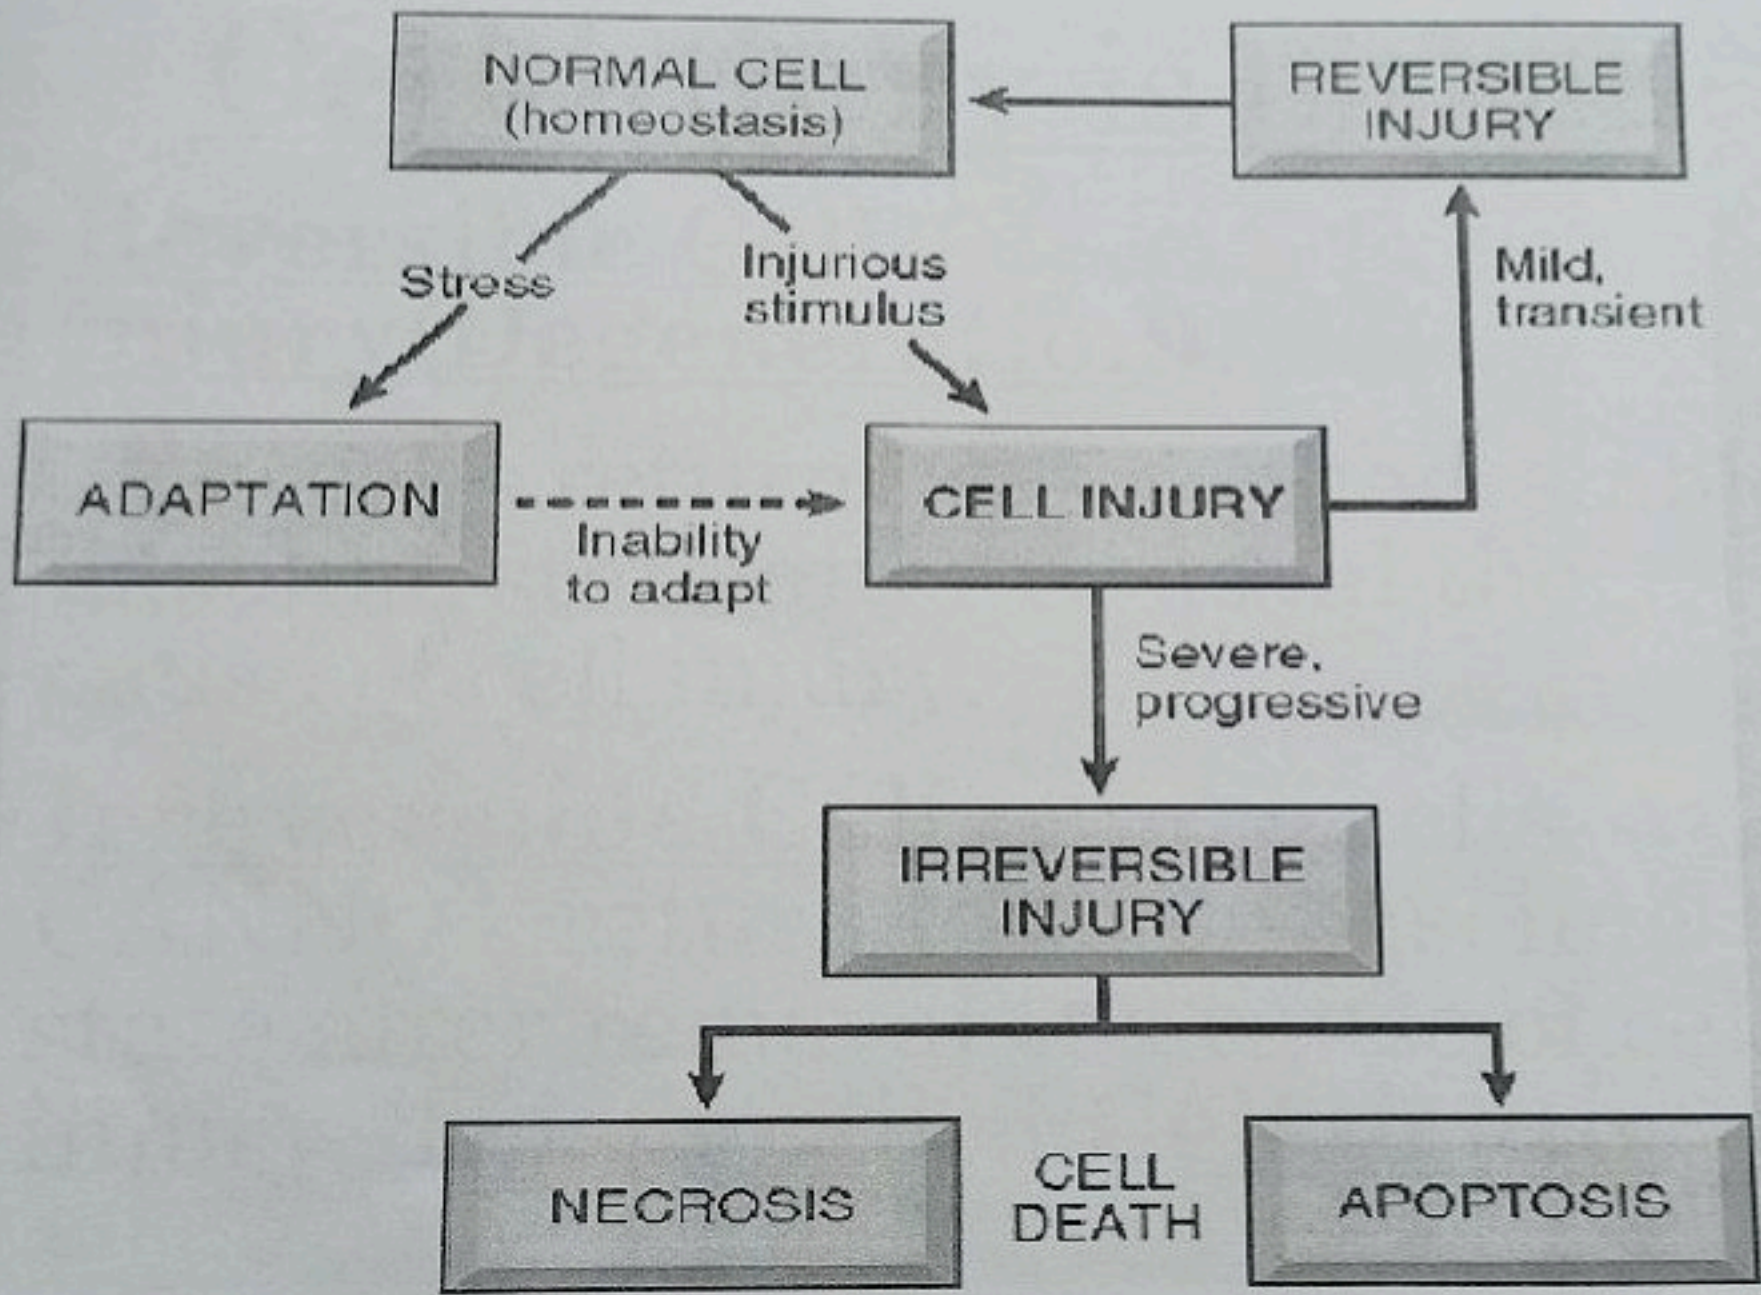 NORMAL CELL
(homeostasis)
REVERSIBLE
INJURY
Stress
Injurious
stimulus
Mild,
transient
ADAPTATION
Inability
to adapt
CELL INJURY
Severe,
progressive
IRREVERSIBLE
INJURY
NECROSIS
CELL
DEATH
APOPTOSIS